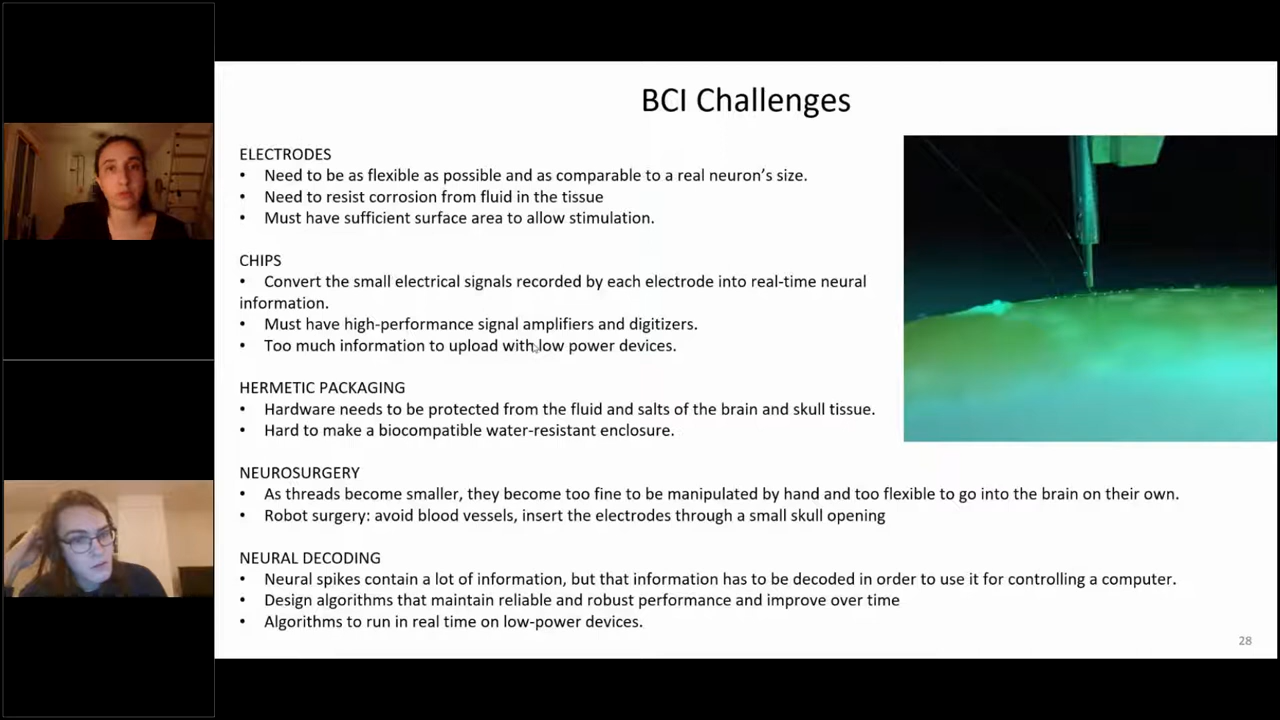 BCI Challenges
ELECTRODES
• Need to be as flexible as possible and as comparable to a real neuron's size.
• Need to resist corrosion from fluid in the tissue
• Must have sufficient surface area to allow stimulation.
CHIPS
• Convert the small electrical signals recorded by each electrode into real-time neural
information.
• Must have high-performance signal amplifiers and digitizers.
• Too much information to upload with low power devices.
HERMETIC PACKAGING
• Hardware needs to be protected from the fluid and salts of the brain and skull tissue.
• Hard to make a biocompatible water-resistant enclosure.
NEUROSURGERY
• As threads become smaller, they become too fine to be manipulated by hand and too flexible to go into the brain on their own.
• Robot surgery: avoid blood vessels, insert the electrodes through a small skull opening
NEURAL DECODING
• Neural spikes contain a lot of information, but that information has to be decoded in order to use it for controlling a computer.
• Design algorithms that maintain reliable and robust performance and improve over time
• Algorithms to run in real time on low-power devices.
28